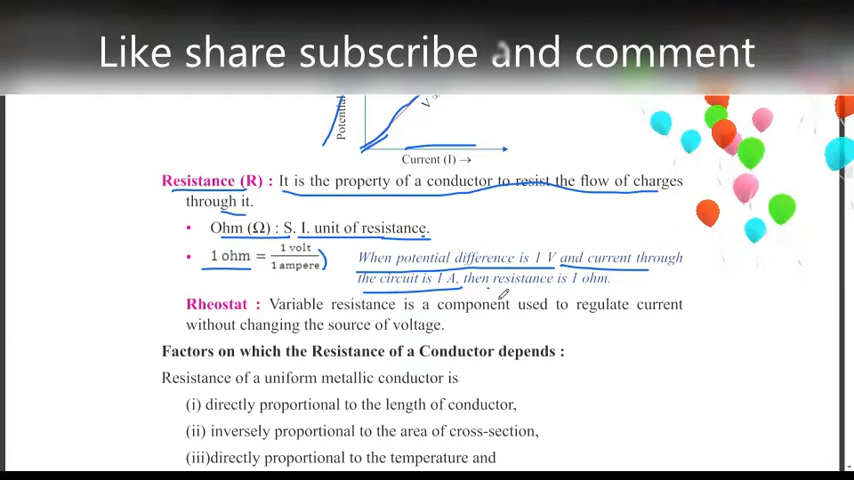 Like share subscribe and comment
Potential
V
Current (I) →
Resistance (R) : It is the property of a conductor to resist the flow of charges
through it.
• Ohm (Ω) : S. I. unit of resistance.
• 1 ohm = 1 volt / 1 ampere
When potential difference is 1 V and current through
the circuit is 1 A, then resistance is 1 ohm.
Rheostat : Variable resistance is a component used to regulate current
without changing the source of voltage.
Factors on which the Resistance of a Conductor depends :
Resistance of a uniform metallic conductor is
(i) directly proportional to the length of conductor,
(ii) inversely proportional to the area of cross-section,
(iii)directly proportional to the temperature and